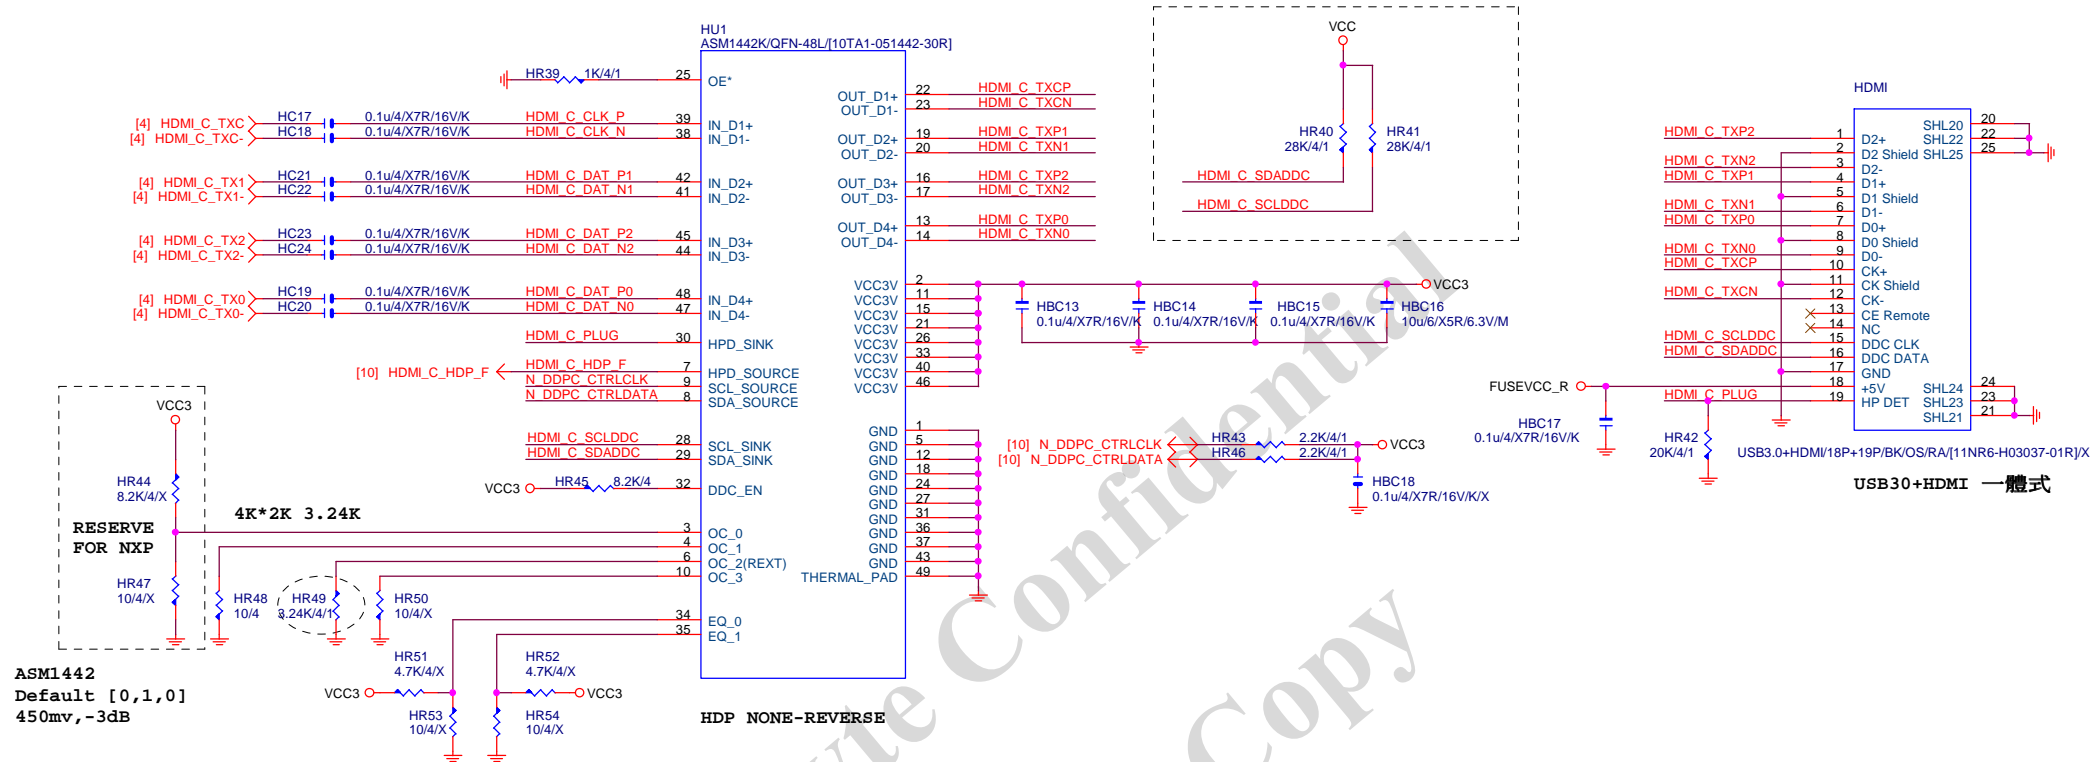 HU1
ASM1442K/QFN-48L/[10TA1-051442-30R]
HR39 1K/4/1 25 OE*
[4] HDMI_C_TXC HC17 0.1u/4/X7R/16V/K HDMI_C_CLK_P 39 IN_D1+
[4] HDMI_C_TXC- HC18 0.1u/4/X7R/16V/K HDMI_C_CLK_N 38 IN_D1-
[4] HDMI_C_TX1 HC21 0.1u/4/X7R/16V/K HDMI_C_DAT_P1 42 IN_D2+
[4] HDMI_C_TX1- HC22 0.1u/4/X7R/16V/K HDMI_C_DAT_N1 41 IN_D2-
[4] HDMI_C_TX2 HC23 0.1u/4/X7R/16V/K HDMI_C_DAT_P2 45 IN_D3+
[4] HDMI_C_TX2- HC24 0.1u/4/X7R/16V/K HDMI_C_DAT_N2 44 IN_D3-
[4] HDMI_C_TX0 HC19 0.1u/4/X7R/16V/K HDMI_C_DAT_P0 48 IN_D4+
[4] HDMI_C_TX0- HC20 0.1u/4/X7R/16V/K HDMI_C_DAT_N0 47 IN_D4-
HDMI_C_PLUG 30 HPD_SINK
[10] HDMI_C_HDP_F HDMI_C_HDP_F 7 HPD_SOURCE
N_DDPC_CTRLCLK 9 SCL_SOURCE
N_DDPC_CTRLDATA 8 SDA_SOURCE
HDMI_C_SCLDDC 28 SCL_SINK
HDMI_C_SDADDC 29 SDA_SINK
VCC3 HR45 8.2K/4 32 DDC_EN
3 OC_0
4 OC_1
6 OC_2(REXT)
10 OC_3
34 EQ_0
35 EQ_1
22 OUT_D1+ HDMI_C_TXCP
23 OUT_D1- HDMI_C_TXCN
19 OUT_D2+ HDMI_C_TXP1
20 OUT_D2- HDMI_C_TXN1
16 OUT_D3+ HDMI_C_TXP2
17 OUT_D3- HDMI_C_TXN2
13 OUT_D4+ HDMI_C_TXP0
14 OUT_D4- HDMI_C_TXN0
VCC3V 2
VCC3V 11
VCC3V 15
VCC3V 21
VCC3V 26
VCC3V 33
VCC3V 40
VCC3V 46
GND 1
GND 5
GND 12
GND 18
GND 24
GND 27
GND 31
GND 36
GND 37
GND 43
THERMAL_PAD 49
VCC3
HR44
8.2K/4/X
RESERVE
FOR NXP
HR47
10/4/X
4K*2K 3.24K
HR48
10/4
HR49
3.24K/4/1
HR50
10/4/X
HR51
4.7K/4/X
HR52
4.7K/4/X
VCC3
VCC3
HR53
10/4/X
HR54
10/4/X
ASM1442
Default [0,1,0]
450mv,-3dB
HDP NONE-REVERSE
VCC
HR40
28K/4/1
HR41
28K/4/1
HDMI_C_SDADDC
HDMI_C_SCLDDC
VCC3
HBC13
0.1u/4/X7R/16V/K
HBC14
0.1u/4/X7R/16V/K
HBC15
0.1u/4/X7R/16V/K
HBC16
10u/6/X5R/6.3V/M
[10] N_DDPC_CTRLCLK HR43 2.2K/4/1 VCC3
[10] N_DDPC_CTRLDATA HR46 2.2K/4/1
HBC18
0.1u/4/X7R/16V/K/X
HDMI
HDMI_C_TXP2 1 D2+
2 D2 Shield
HDMI_C_TXN2 3 D2-
HDMI_C_TXP1 4 D1+
5 D1 Shield
HDMI_C_TXN1 6 D1-
HDMI_C_TXP0 7 D0+
8 D0 Shield
HDMI_C_TXN0 9 D0-
HDMI_C_TXCP 10 CK+
11 CK Shield
HDMI_C_TXCN 12 CK-
13 CE Remote
14 NC
HDMI_C_SCLDDC 15 DDC CLK
HDMI_C_SDADDC 16 DDC DATA
17 GND
FUSEVCC_R 18 +5V
HDMI_C_PLUG 19 HP DET
SHL20 20
SHL22 22
SHL25 25
SHL24 24
SHL23 23
SHL21 21
HBC17
0.1u/4/X7R/16V/K
HR42
20K/4/1
USB3.0+HDMI/18P+19P/BK/OS/RA/[11NR6-H03037-01R]/X
USB30+HDMI 一體式
yte Confidential
Copy